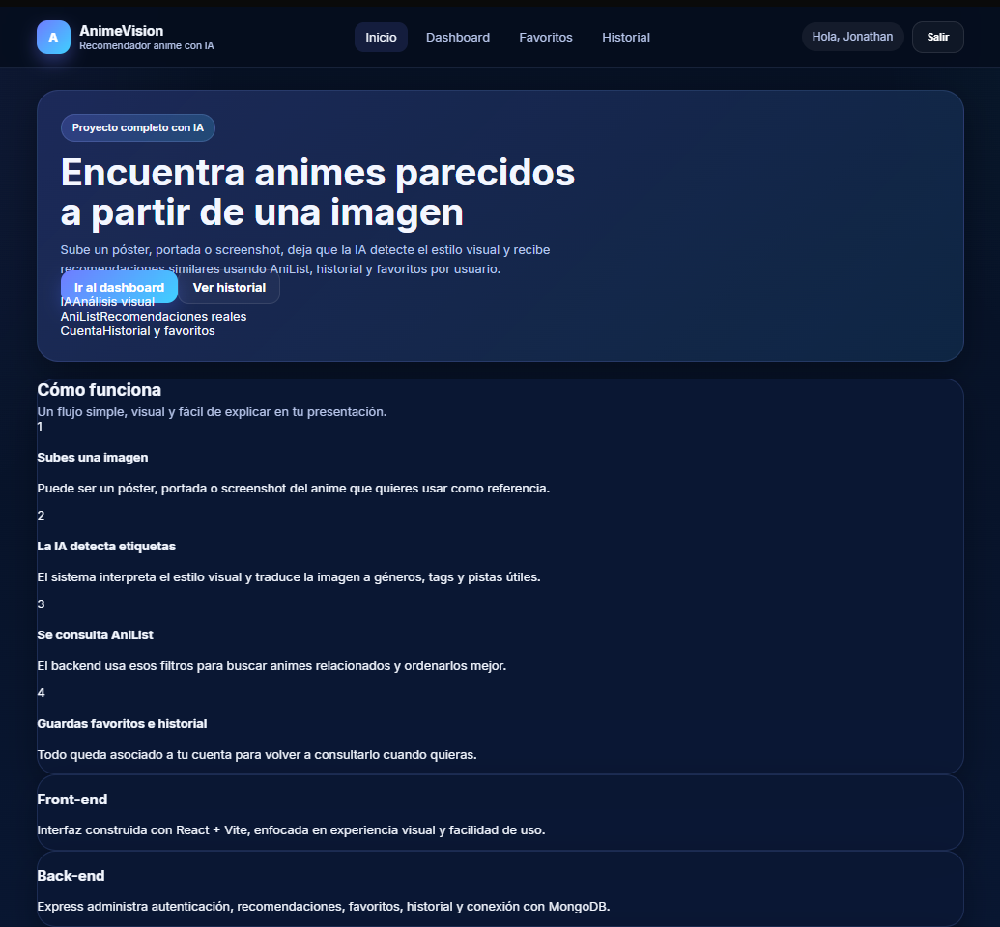 A
AnimeVision
Recomendador anime con IA
Inicio
Dashboard
Favoritos
Historial
Hola, Jonathan
Salir
Proyecto completo con IA
Encuentra animes parecidos
a partir de una imagen
Sube un póster, portada o screenshot, deja que la IA detecte el estilo visual y recibe
recomendaciones similares usando AniList, historial y favoritos por usuario.
Ir al dashboard
Ver historial
IAAnálisis visual
AniListRecomendaciones reales
CuentaHistorial y favoritos
Cómo funciona
Un flujo simple, visual y fácil de explicar en tu presentación.
1
Subes una imagen
Puede ser un póster, portada o screenshot del anime que quieres usar como referencia.
2
La IA detecta etiquetas
El sistema interpreta el estilo visual y traduce la imagen a géneros, tags y pistas útiles.
3
Se consulta AniList
El backend usa esos filtros para buscar animes relacionados y ordenarlos mejor.
4
Guardas favoritos e historial
Todo queda asociado a tu cuenta para volver a consultarlo cuando quieras.
Front-end
Interfaz construida con React + Vite, enfocada en experiencia visual y facilidad de uso.
Back-end
Express administra autenticación, recomendaciones, favoritos, historial y conexión con MongoDB.